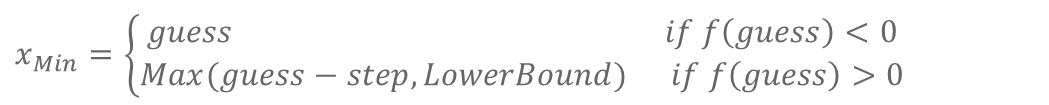 x_Min = { guess if f(guess) < 0
Max(guess − step, LowerBound) if f(guess) > 0